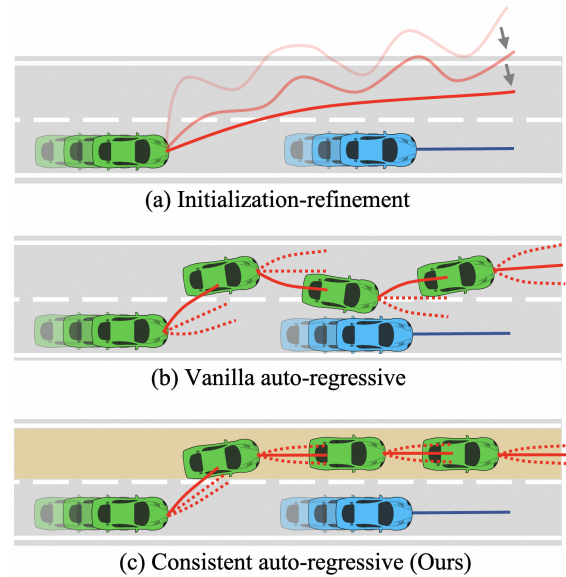 (a) Initialization-refinement
(b) Vanilla auto-regressive
(c) Consistent auto-regressive (Ours)